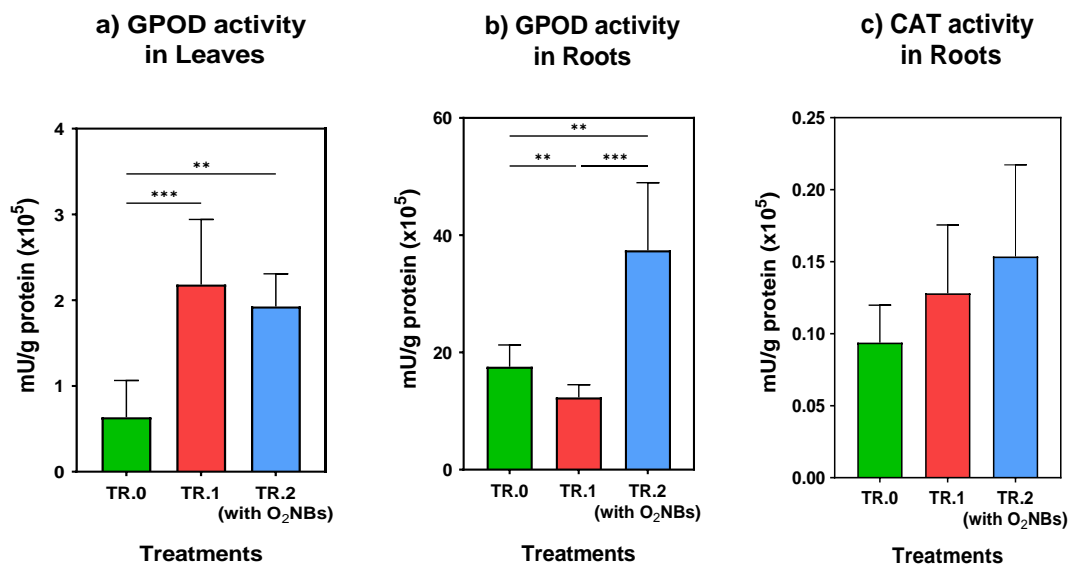 a) GPOD activity
in Leaves
mU/g protein (x10⁵)
4
3
2
1
0
**
***
TR.0
TR.1
TR.2
(with O₂NBs)
Treatments
b) GPOD activity
in Roots
mU/g protein (x10⁵)
60
40
20
0
**
**
***
TR.0
TR.1
TR.2
(with O₂NBs)
Treatments
c) CAT activity
in Roots
mU/g protein (x10⁵)
0.25
0.20
0.15
0.10
0.05
0.00
TR.0
TR.1
TR.2
(with O₂NBs)
Treatments